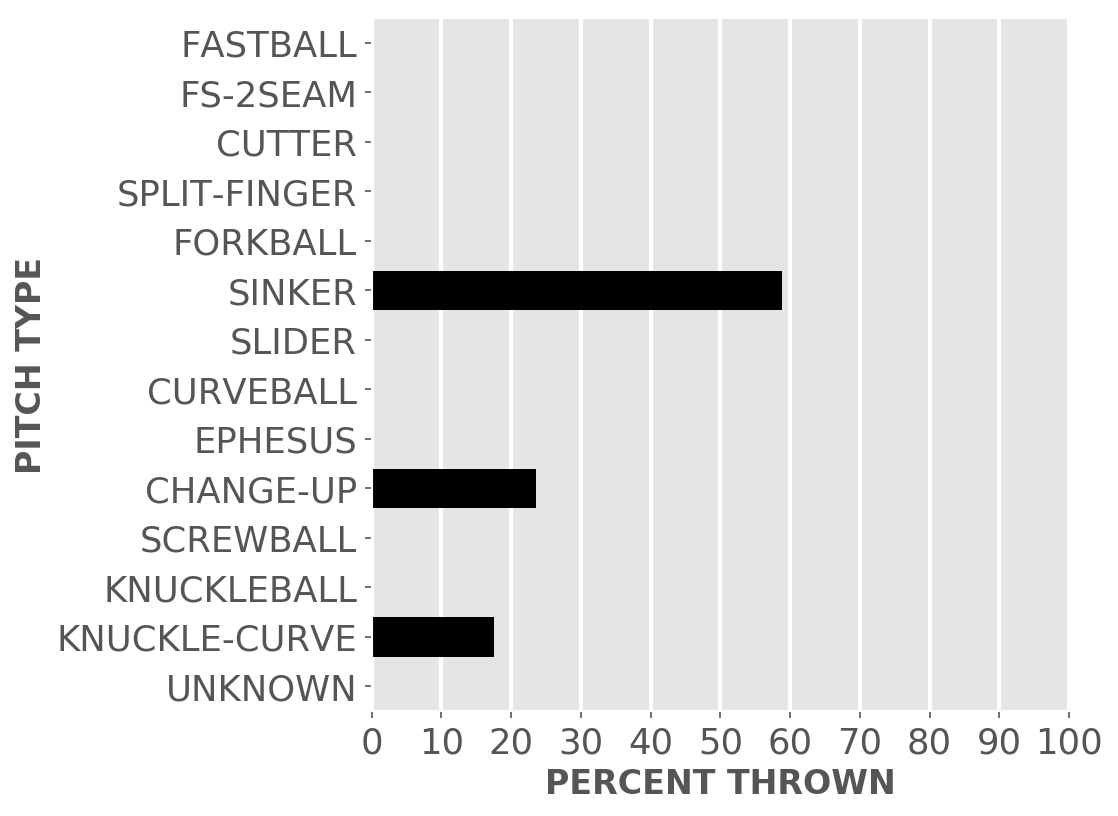 FASTBALL
FS-2SEAM
CUTTER
SPLIT-FINGER
FORKBALL
SINKER
SLIDER
CURVEBALL
EPHESUS
CHANGE-UP
SCREWBALL
KNUCKLEBALL
KNUCKLE-CURVE
UNKNOWN
PITCH TYPE
0 10 20 30 40 50 60 70 80 90 100
PERCENT THROWN